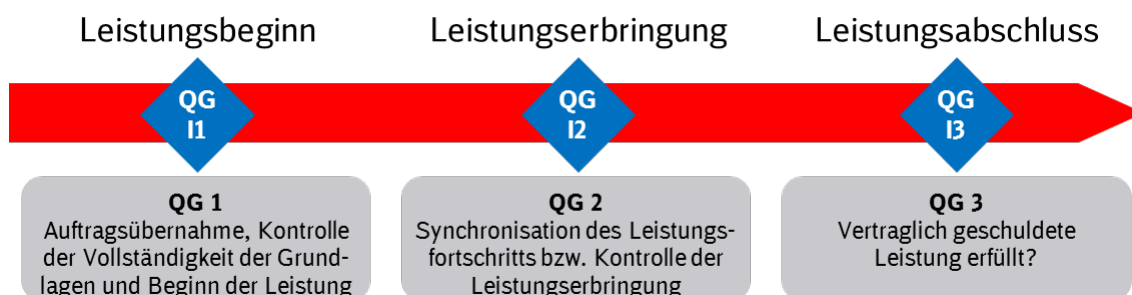 Leistungsbeginn
Leistungserbringung
Leistungsabschluss
QG
I1
QG
I2
QG
I3
QG 1
Auftragsübernahme, Kontrolle
der Vollständigkeit der Grund-
lagen und Beginn der Leistung
QG 2
Synchronisation des Leistungs-
fortschritts bzw. Kontrolle der
Leistungserbringung
QG 3
Vertraglich geschuldete
Leistung erfüllt?